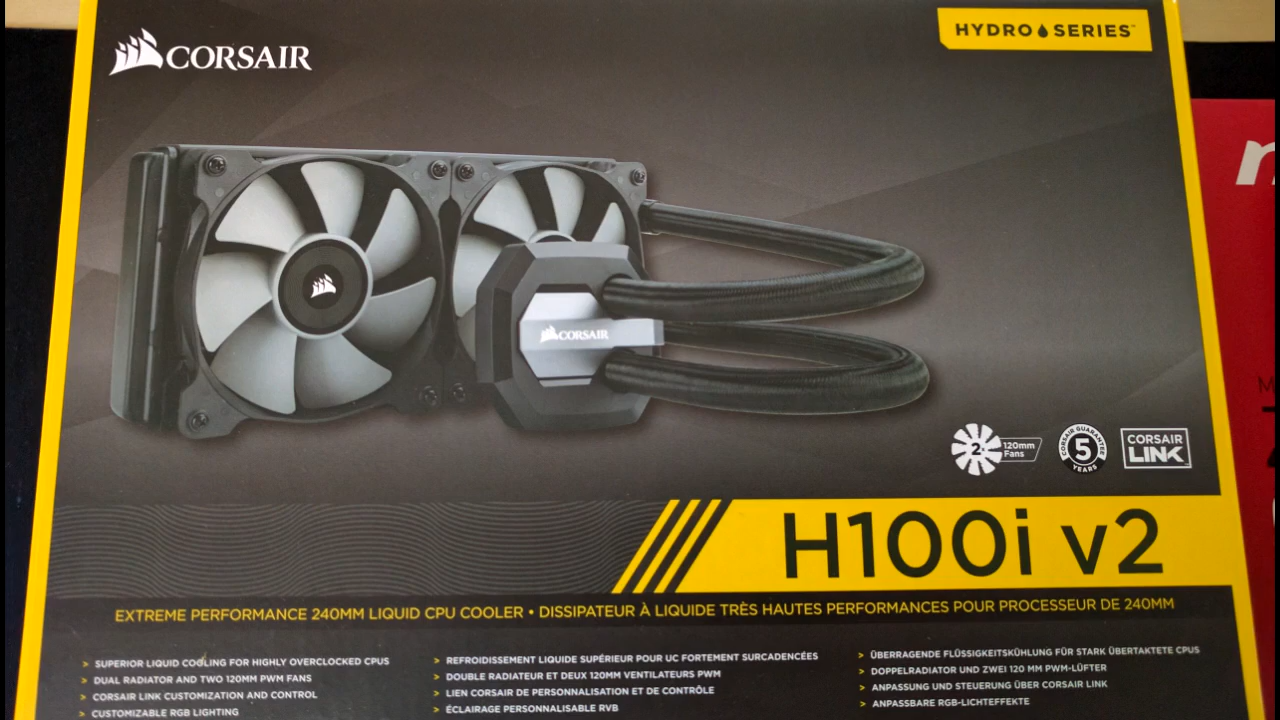 CORSAIR
HYDRO SERIES™
CORSAIR
2x 120mm Fans
CORSAIR GUARANTEE 5 YEARS
CORSAIR LINK
H100i v2
EXTREME PERFORMANCE 240MM LIQUID CPU COOLER • DISSIPATEUR À LIQUIDE TRÈS HAUTES PERFORMANCES POUR PROCESSEUR DE 240MM
> SUPERIOR LIQUID COOLING FOR HIGHLY OVERCLOCKED CPUS
> DUAL RADIATOR AND TWO 120MM PWM FANS
> CORSAIR LINK CUSTOMIZATION AND CONTROL
> CUSTOMIZABLE RGB LIGHTING
> REFROIDISSEMENT LIQUIDE SUPÉRIEUR POUR UC FORTEMENT SURCADENCÉES
> DOUBLE RADIATEUR ET DEUX 120MM VENTILATEURS PWM
> LIEN CORSAIR DE PERSONNALISATION ET DE CONTRÔLE
> ÉCLAIRAGE PERSONNALISABLE RVB
> ÜBERRAGENDE FLÜSSIGKEITSKÜHLUNG FÜR STARK ÜBERTAKTETE CPUS
> DOPPELRADIATOR UND ZWEI 120 MM PWM-LÜFTER
> ANPASSUNG UND STEUERUNG ÜBER CORSAIR LINK
> ANPASSBARE RGB-LICHTEFFEKTE